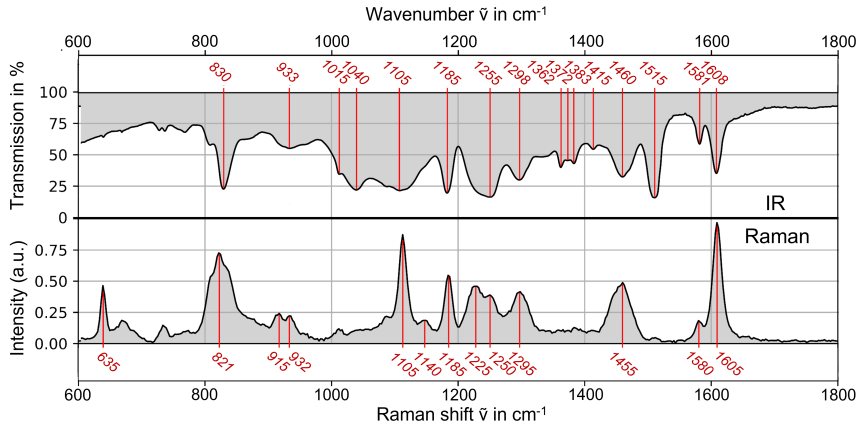 Wavenumber ṽ in cm-1
600 800 1000 1200 1400 1600 1800
830 933 1015 1040 1105 1185 1255 1298 1362 1372 1383 1415 1460 1515 1581 1608
Transmission in %
100
75
50
25
0
IR
Raman
Intensity (a.u.)
0.75
0.50
0.25
0.00
635 821 915 932 1105 1140 1185 1225 1250 1295 1455 1580 1605
600 800 1000 1200 1400 1600 1800
Raman shift ṽ in cm-1